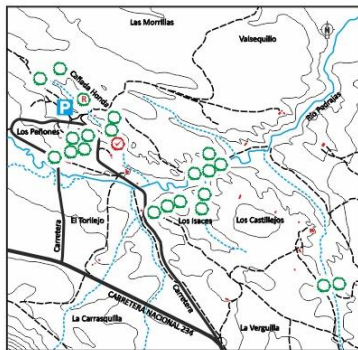 Las Morrillas
Valsequillo
N
Cañada Honda
R
P
Río Pedrajas
Los Peñones
El Torilejo
Los Isaces
Los Castillejos
Carretera
Carretera
CARRETERA NACIONAL 234
La Carrasquilla
La Verguilla